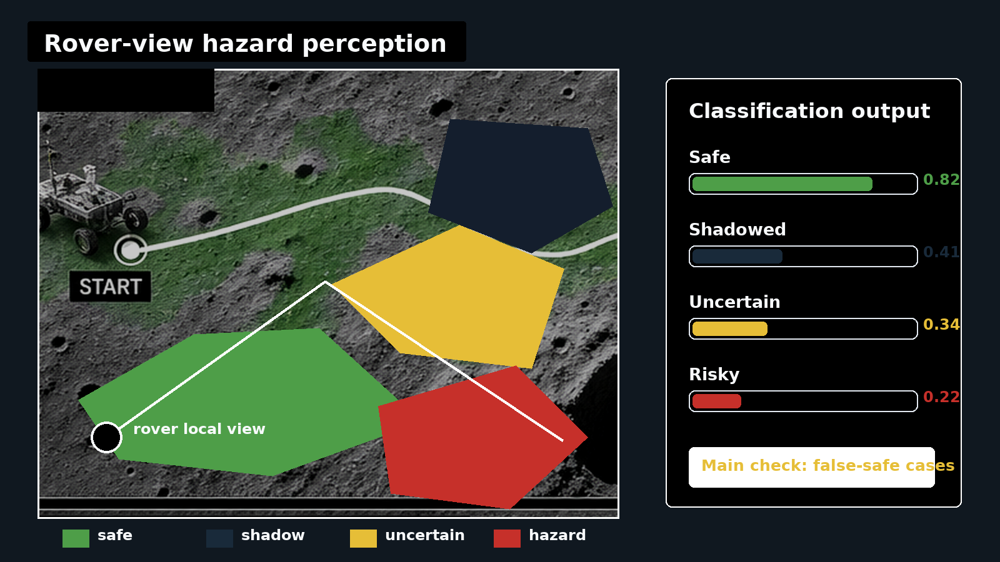 Rover-view hazard perception
START
rover local view
safe
shadow
uncertain
hazard
Classification output
Safe
0.82
Shadowed
0.41
Uncertain
0.34
Risky
0.22
Main check: false-safe cases